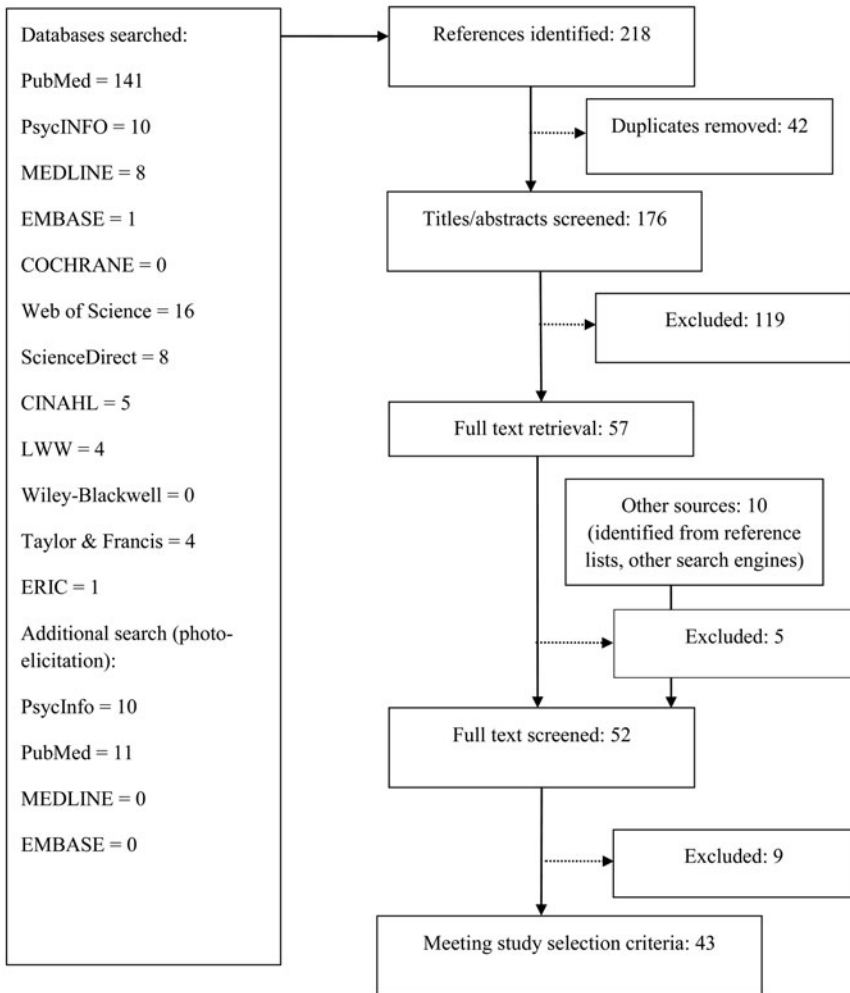 Databases searched:
PubMed = 141
PsycINFO = 10
MEDLINE = 8
EMBASE = 1
COCHRANE = 0
Web of Science = 16
ScienceDirect = 8
CINAHL = 5
LWW = 4
Wiley-Blackwell = 0
Taylor & Francis = 4
ERIC = 1
Additional search (photo-
elicitation):
PsycInfo = 10
PubMed = 11
MEDLINE = 0
EMBASE = 0
References identified: 218
Duplicates removed: 42
Titles/abstracts screened: 176
Excluded: 119
Full text retrieval: 57
Other sources: 10
(identified from reference
lists, other search engines)
Excluded: 5
Full text screened: 52
Excluded: 9
Meeting study selection criteria: 43